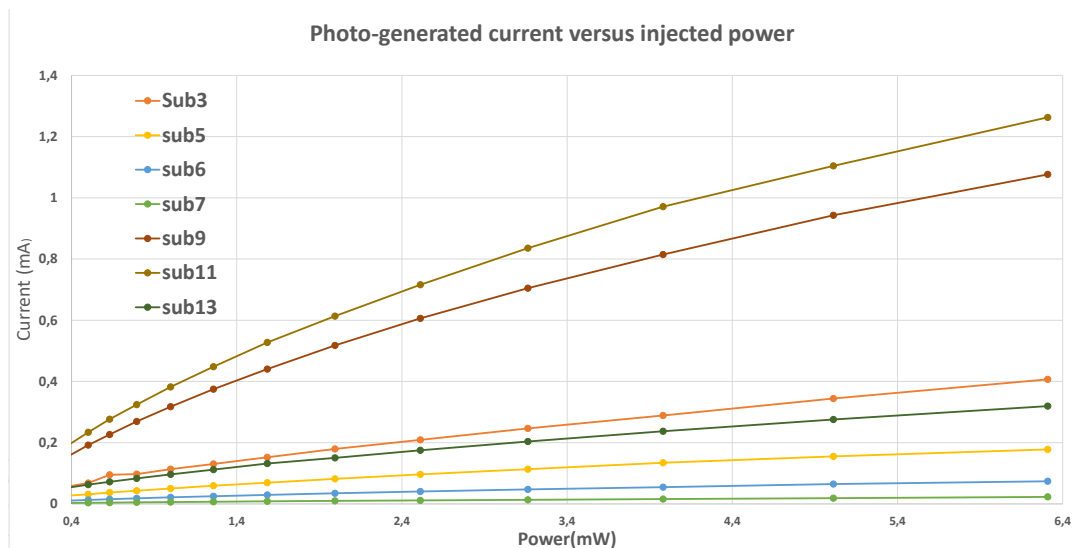 Photo-generated current versus injected power
1,4
1,2
1
0,8
0,6
0,4
0,2
0
Current (mA)
Sub3
sub5
sub6
sub7
sub9
sub11
sub13
0,4 1,4 2,4 3,4 4,4 5,4 6,4
Power(mW)